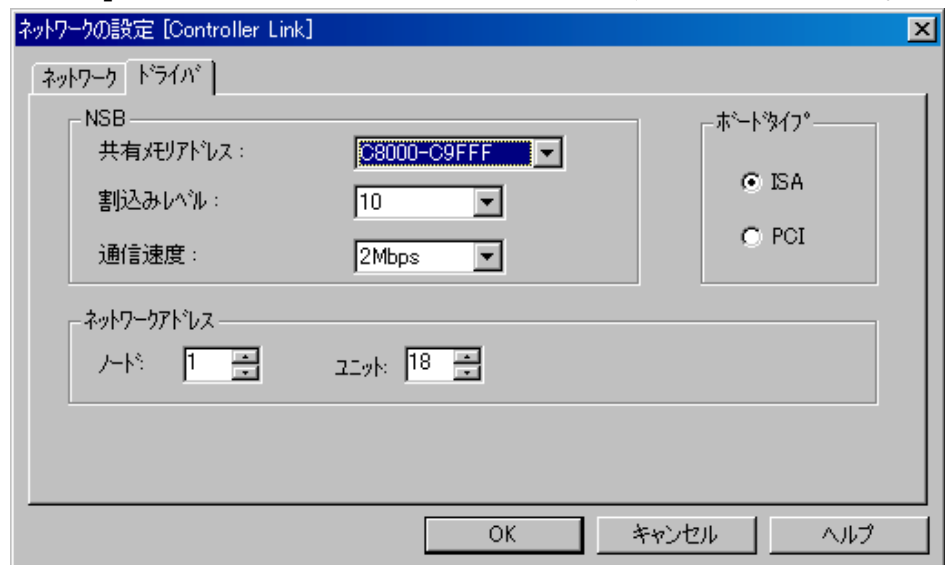 ネットワークの設定 [Controller Link]
ネットワーク ドライバ
NSB
共有メモリアドレス : C8000-C9FFF
割込みレベル : 10
通信速度 : 2Mbps
ボードタイプ
ISA
PCI
ネットワークアドレス
ノード: 1 ユニット: 18
OK キャンセル ヘルプ